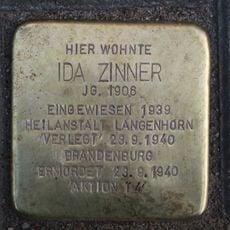 HIER WOHNTE
IDA ZINNER
JG. 1906
EINGEWIESEN 1939
HEILANSTALT LANGENHORN
"VERLEGT" 23.9.1940
BRANDENBURG
ERMORDET 23.9.1940
"AKTION T4"